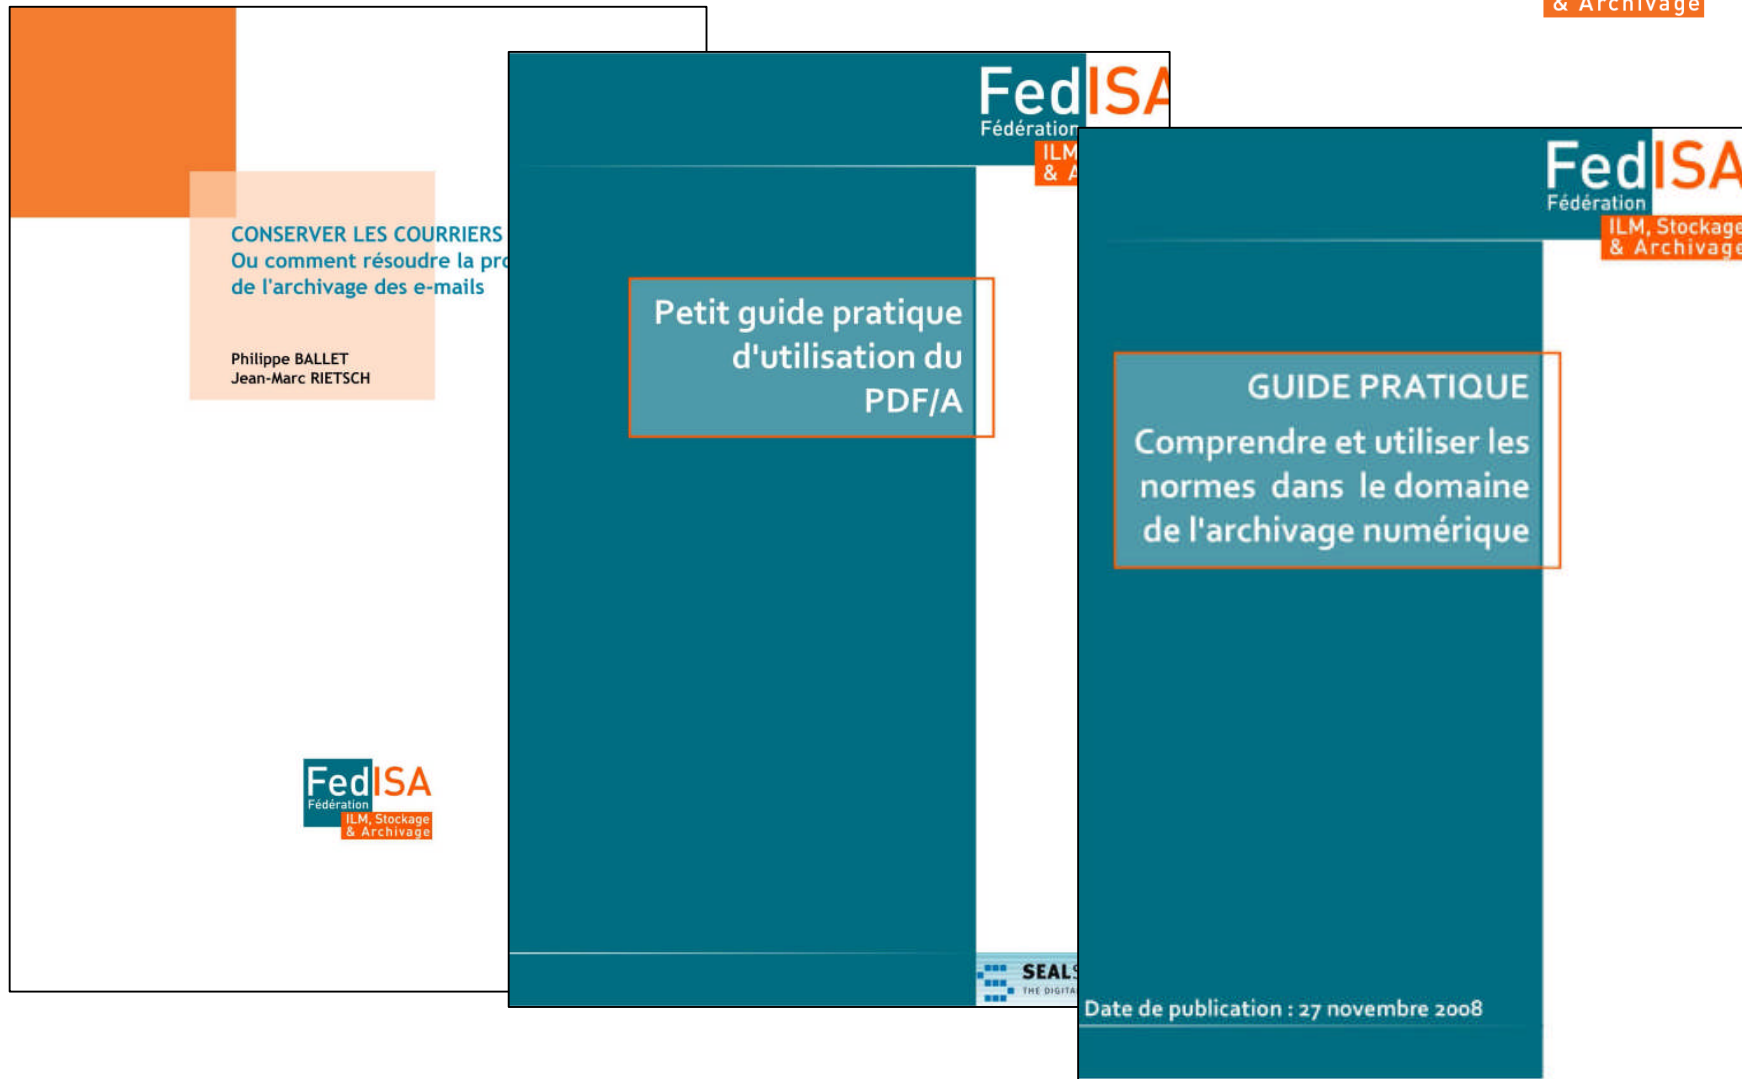 & Archivage
CONSERVER LES COURRIERS
Ou comment résoudre la
de l'archivage des e-mails
Philippe BALLET
Jean-Marc RIETSCH
FedISA
Fédération
ILM, Stockage
& Archivage
FedISA
Fédération
ILM
&
Petit guide pratique
d'utilisation du
PDF/A
SEAL
THE
FedISA
Fédération
ILM, Stockage
& Archivage
GUIDE PRATIQUE
Comprendre et utiliser les
normes dans le domaine
de l'archivage numérique
Date de publication : 27 novembre 2008